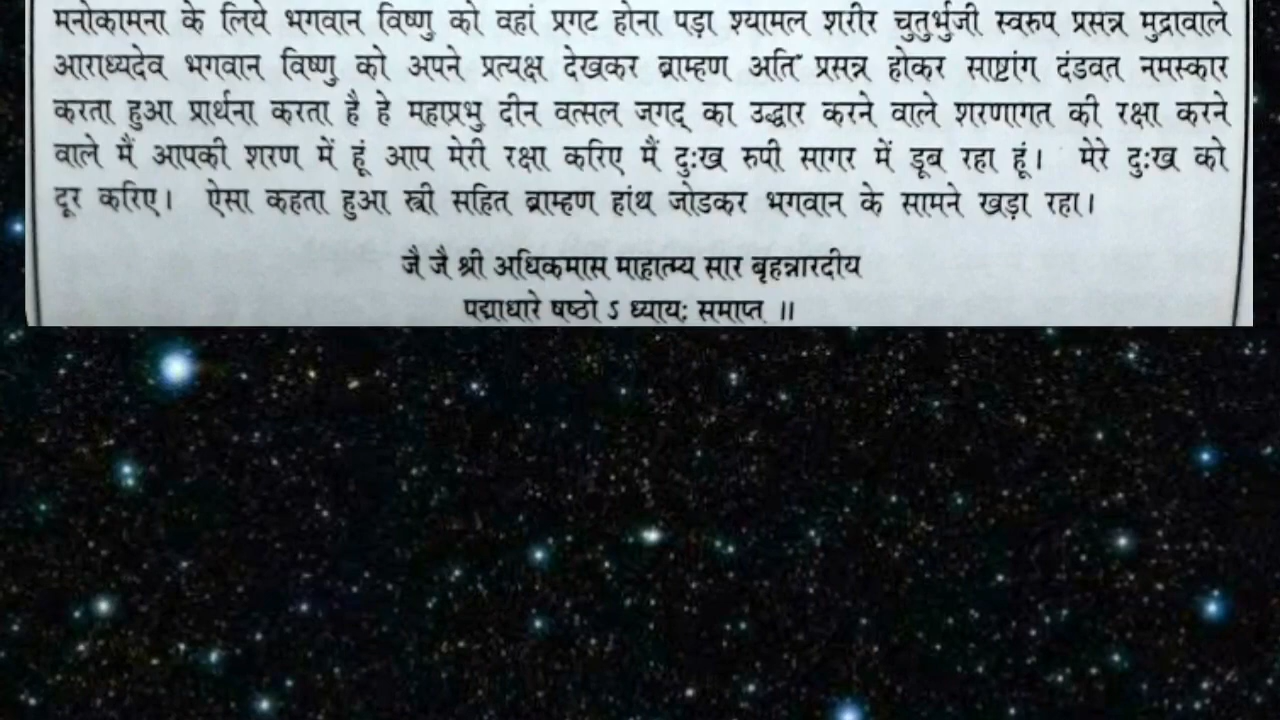 मनोकामना के लिये भगवान विष्णु को वहां प्रगट होना पड़ा श्यामल शरीर चुतुर्भुजी स्वरुप प्रसन्न मुद्रावाले
आराध्यदेव भगवान विष्णु को अपने प्रत्यक्ष देखकर ब्राम्हण अति प्रसन्न होकर साष्टांग दंडवत नमस्कार
करता हुआ प्रार्थना करता है हे महाप्रभु दीन वत्सल जगद् का उद्धार करने वाले शरणागत की रक्षा करने
वाले मैं आपकी शरण में हूं आप मेरी रक्षा करिए मैं दुःख रुपी सागर में डूब रहा हूं। मेरे दुःख को
दूर करिए। ऐसा कहता हुआ स्त्री सहित ब्राम्हण हांथ जोडकर भगवान के सामने खड़ा रहा।
जै जै श्री अधिकमास माहात्म्य सार बृहन्नारदीय
पद्याधारे षष्ठो ऽ ध्यायः समाप्त ॥